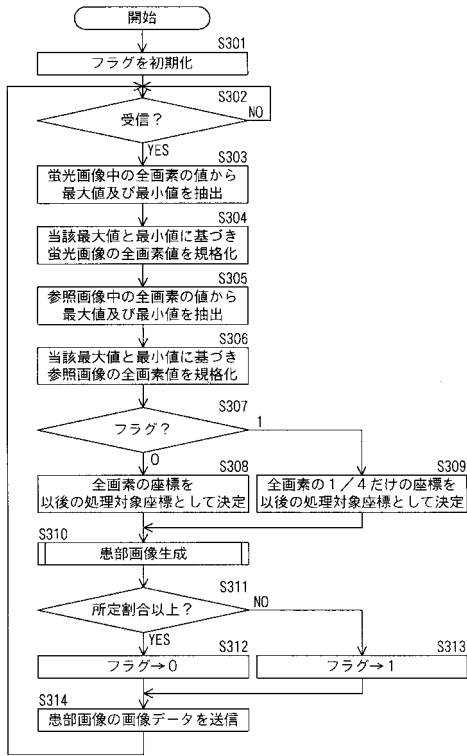 開始
S301
フラグを初期化
S302
受信？
NO
YES
S303
蛍光画像中の全画素の値から
最大値及び最小値を抽出
S304
当該最大値と最小値に基づき
蛍光画像の全画素値を規格化
S305
参照画像中の全画素の値から
最大値及び最小値を抽出
S306
当該最大値と最小値に基づき
参照画像の全画素値を規格化
S307
フラグ？
1
0
S308
全画素の座標を
以後の処理対象座標として決定
S309
全画素の１／４だけの座標を
以後の処理対象座標として決定
S310
患部画像生成
S311
所定割合以上？
NO
YES
S312
フラグ→０
S313
フラグ→１
S314
患部画像の画像データを送信